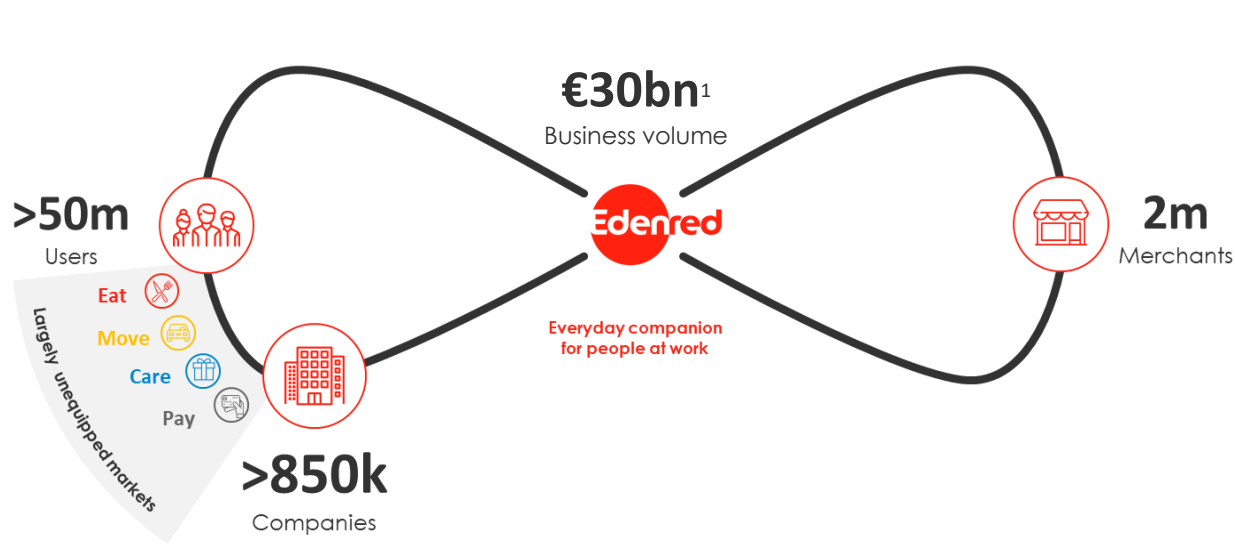 €30bn1
Business volume
>50m
Users
Edenred
2m
Merchants
Eat
Move
Care
Pay
Largely unequipped markets
Everyday companion
for people at work
>850k
Companies